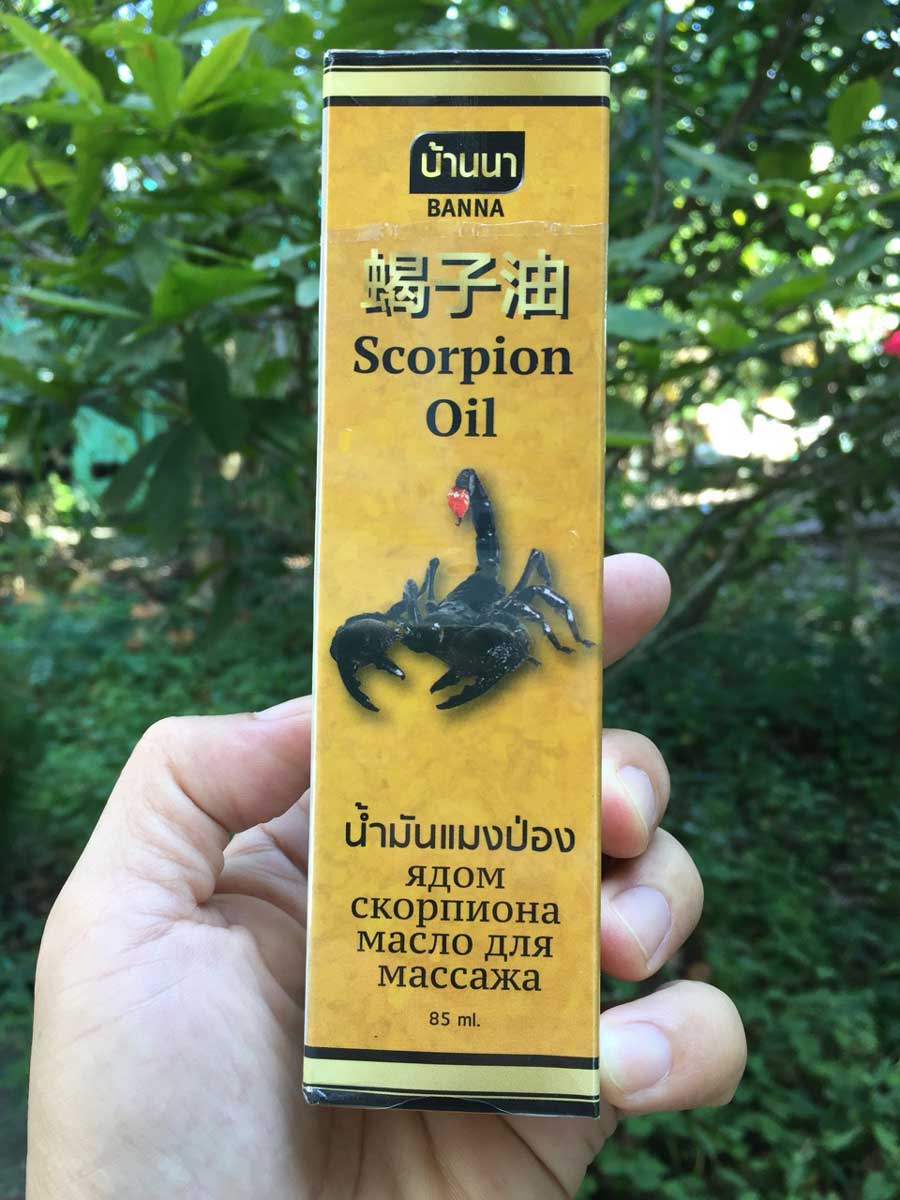 บ้านนา
BANNA
蝎子油
Scorpion
Oil
น้ำมันแมงป่อง
ядом
скорпиона
масло для
массажа
85 ml.